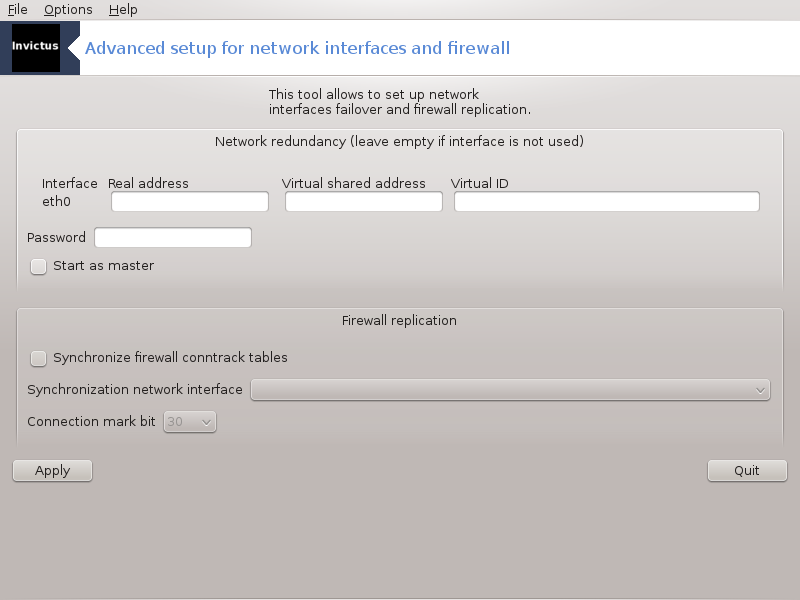 File Options Help
Invictus
Advanced setup for network interfaces and firewall
This tool allows to set up network
interfaces failover and firewall replication.
Network redundancy (leave empty if interface is not used)
Interface Real address Virtual shared address Virtual ID
eth0
Password
Start as master
Firewall replication
Synchronize firewall conntrack tables
Synchronization network interface
Connection mark bit 30
Apply Quit